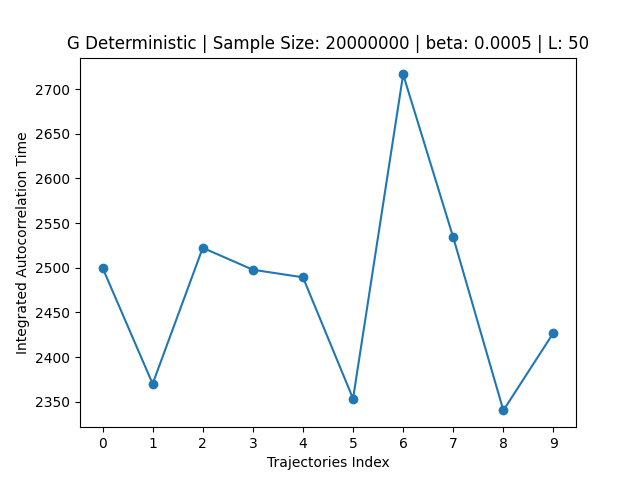 G Deterministic | Sample Size: 20000000 | beta: 0.0005 | L: 50
Integrated Autocorrelation Time
2700
2650
2600
2550
2500
2450
2400
2350
0 1 2 3 4 5 6 7 8 9
Trajectories Index